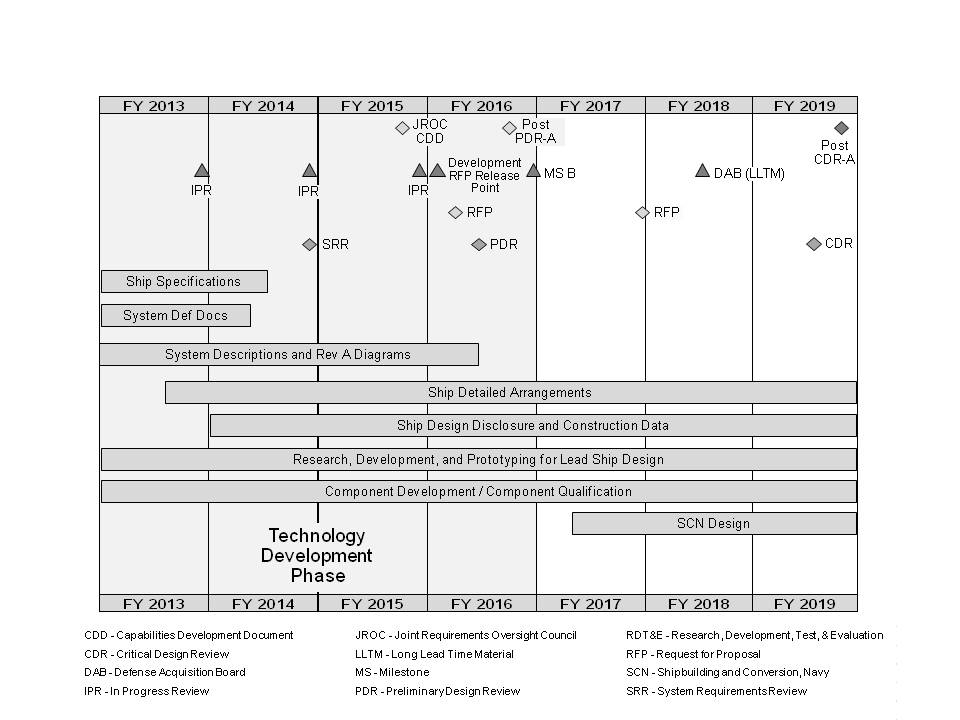 FY 2013 FY 2014 FY 2015 FY 2016 FY 2017 FY 2018 FY 2019
JROC
CDD
Post
PDR-A
Post
CDR-A
IPR
IPR
IPR
Development
RFP Release
Point
MS B
DAB (LLTM)
RFP
RFP
SRR
PDR
CDR
Ship Specifications
System Def Docs
System Descriptions and Rev A Diagrams
Ship Detailed Arrangements
Ship Design Disclosure and Construction Data
Research, Development, and Prototyping for Lead Ship Design
Component Development / Component Qualification
SCN Design
Technology
Development
Phase
FY 2013 FY 2014 FY 2015 FY 2016 FY 2017 FY 2018 FY 2019
CDD - Capabilities Development Document
CDR - Critical Design Review
DAB - Defense Acquisition Board
IPR - In Progress Review
JROC - Joint Requirements Oversight Council
LLTM - Long Lead Time Material
MS - Milestone
PDR - Preliminary Design Review
RDT&E - Research, Development, Test, & Evaluation
RFP - Request for Proposal
SCN - Shipbuilding and Conversion, Navy
SRR - System Requirements Review